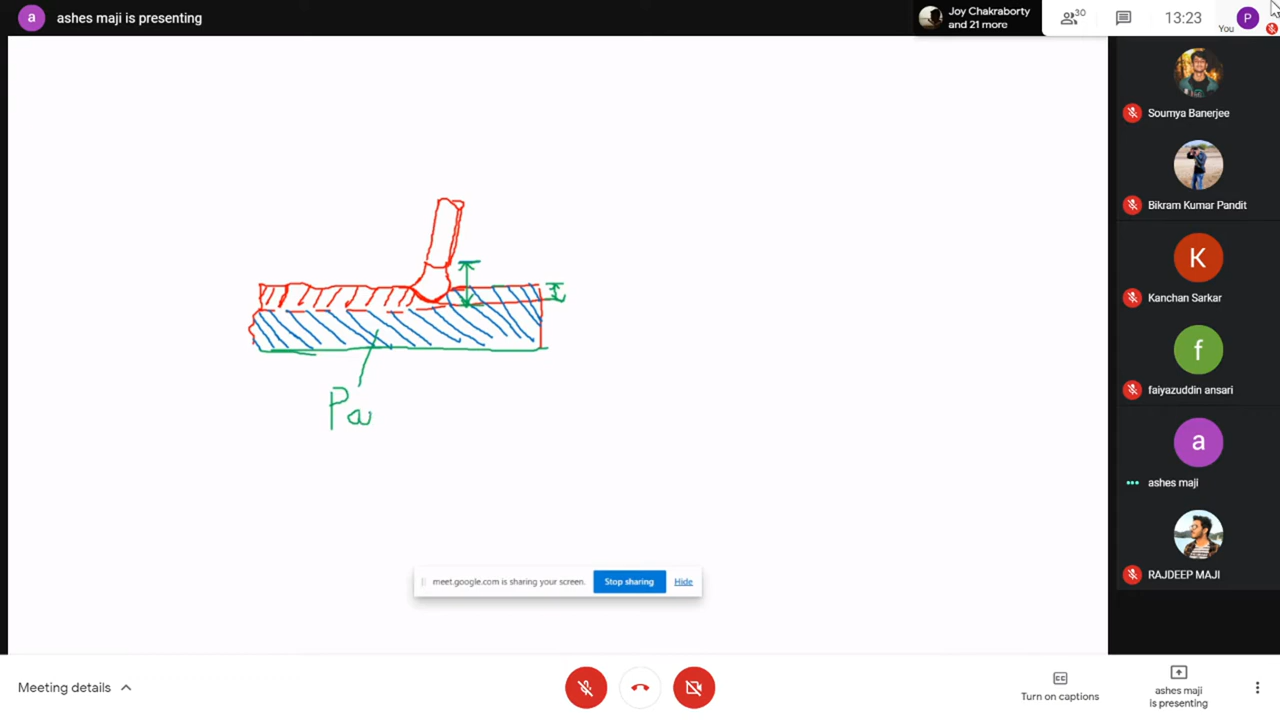 a
ashes maji is presenting
Joy Chakraborty
and 21 more
30
13:23
You
P
Soumya Banerjee
Bikram Kumar Pandit
K
Kanchan Sarkar
f
faiyazuddin ansari
a
ashes maji
RAJDEEP MAJI
Pa
meet.google.com is sharing your screen.
Stop sharing
Hide
Meeting details
CC
Turn on captions
ashes maji
is presenting